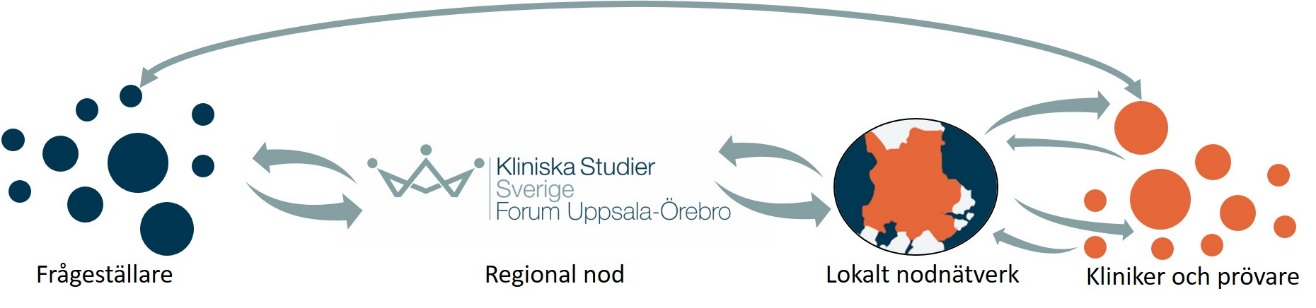 Kliniska Studier
Sverige
Forum Uppsala-Örebro
Frågeställare
Regional nod
Lokalt nodnätverk
Kliniker och prövare